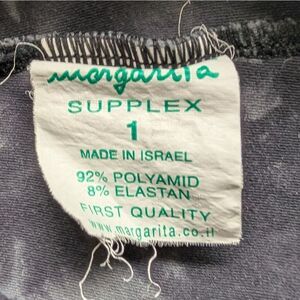 margarita
SUPPLEX
1
MADE IN ISRAEL
92% POLYAMID
8% ELASTAN
FIRST QUALITY
www.margarita.co.il